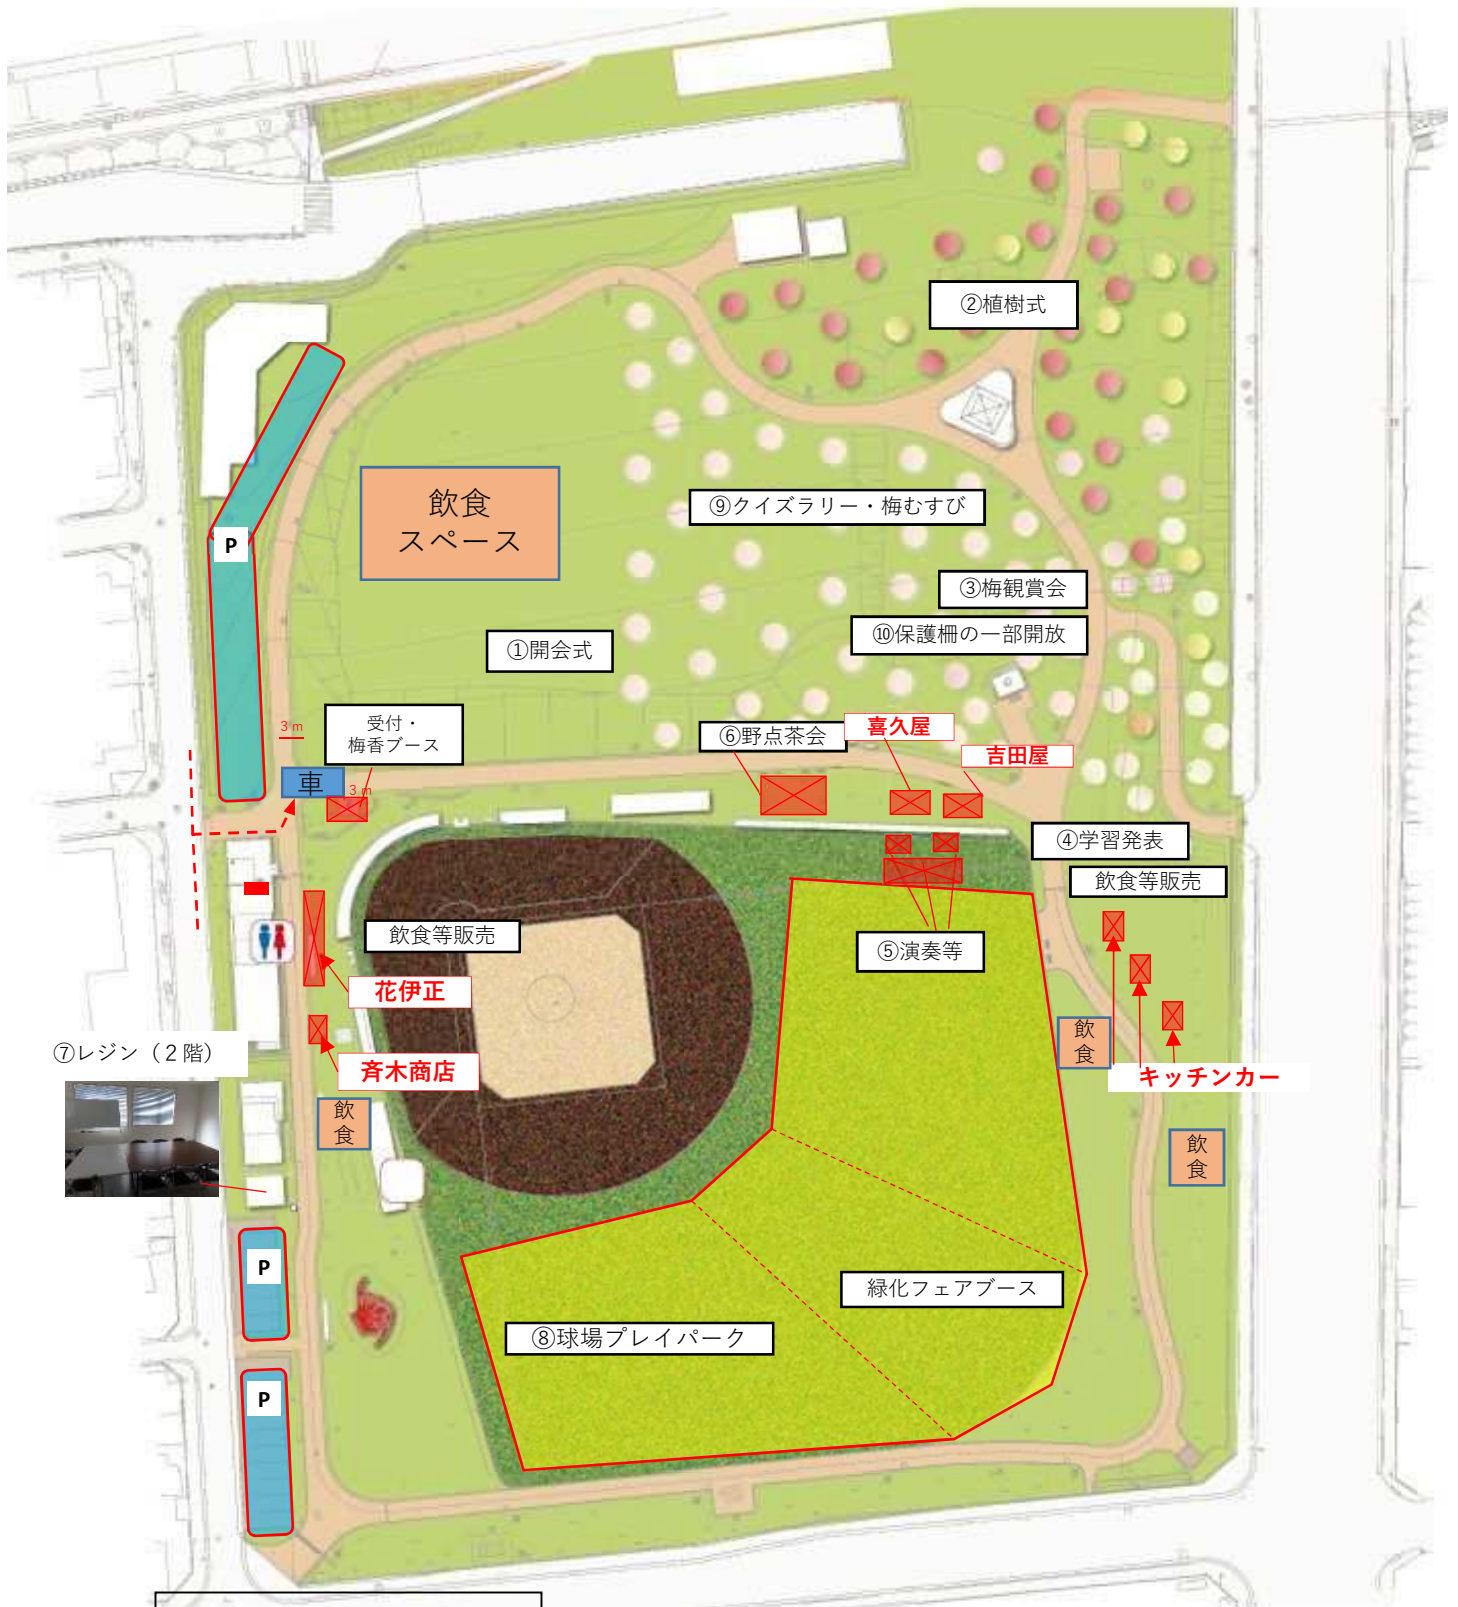 ②植樹式
飲食
スペース
⑨クイズラリー・梅むすび
P
③梅観賞会
⑩保護柵の一部開放
①開会式
3ｍ
受付・
梅香ブース
⑥野点茶会
喜久屋
吉田屋
車
3ｍ
④学習発表
飲食等販売
飲食等販売
⑤演奏等
花伊正
⑦レジン（２階）
斉木商店
飲
食
キッチンカー
飲
食
飲
食
P
緑化フェアブース
⑧球場プレイパーク
P